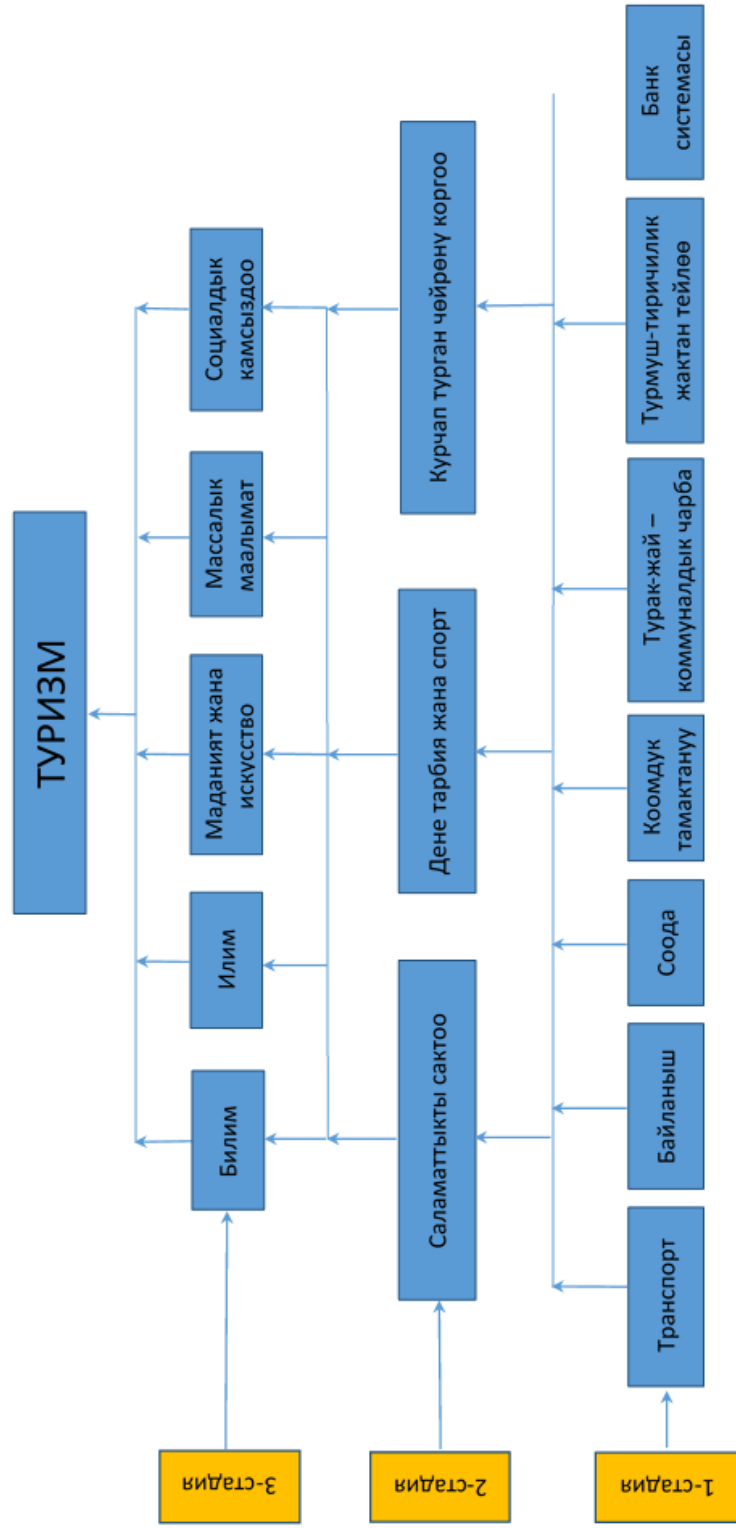 ТУРИЗМ
3-стадия
Билим
Илим
Маданият жана
искусство
Массалык
маалымат
Социалдык
камсыздоо
2-стадия
Саламаттыкты сактоо
Дене тарбия жана спорт
Курчап турган чөйрөнү коргоо
1-стадия
Транспорт
Байланыш
Соода
Коомдук
тамактануу
Турак-жай –
коммуналдык чарба
Турмуш-тиричилик
жактан тейлөө
Банк
системасы